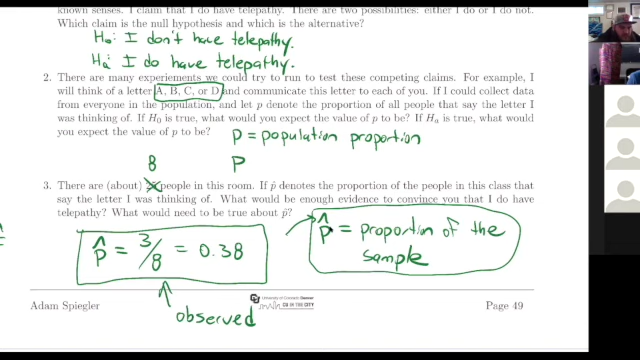 known senses. I claim that I do have telepathy. There are two possibilities: either I do or I do not.
Which claim is the null hypothesis and which is the alternative?
H₀: I don't have telepathy.
Hₐ: I do have telepathy.
2. There are many experiements we could try to run to test these competing claims. For example, I
will think of a letter A, B, C, or D and communicate this letter to each of you. If I could collect data
from everyone in the population, and let p denote the proportion of all people that say the letter I
was thinking of. If H₀ is true, what would you expect the value of p to be? If Hₐ is true, what would
you expect the value of p to be?
P = population proportion
8
P
3. There are (about) people in this room. If p̂ denotes the proportion of the people in this class that
say the letter I was thinking of. What would be enough evidence to convince you that I do have
telepathy? What would need to be true about p̂?
p̂ = 3/8 = 0.38
p̂ = proportion of the
sample
observed
Adam Spiegler
University of Colorado Denver
CU IN THE CITY
Page 49